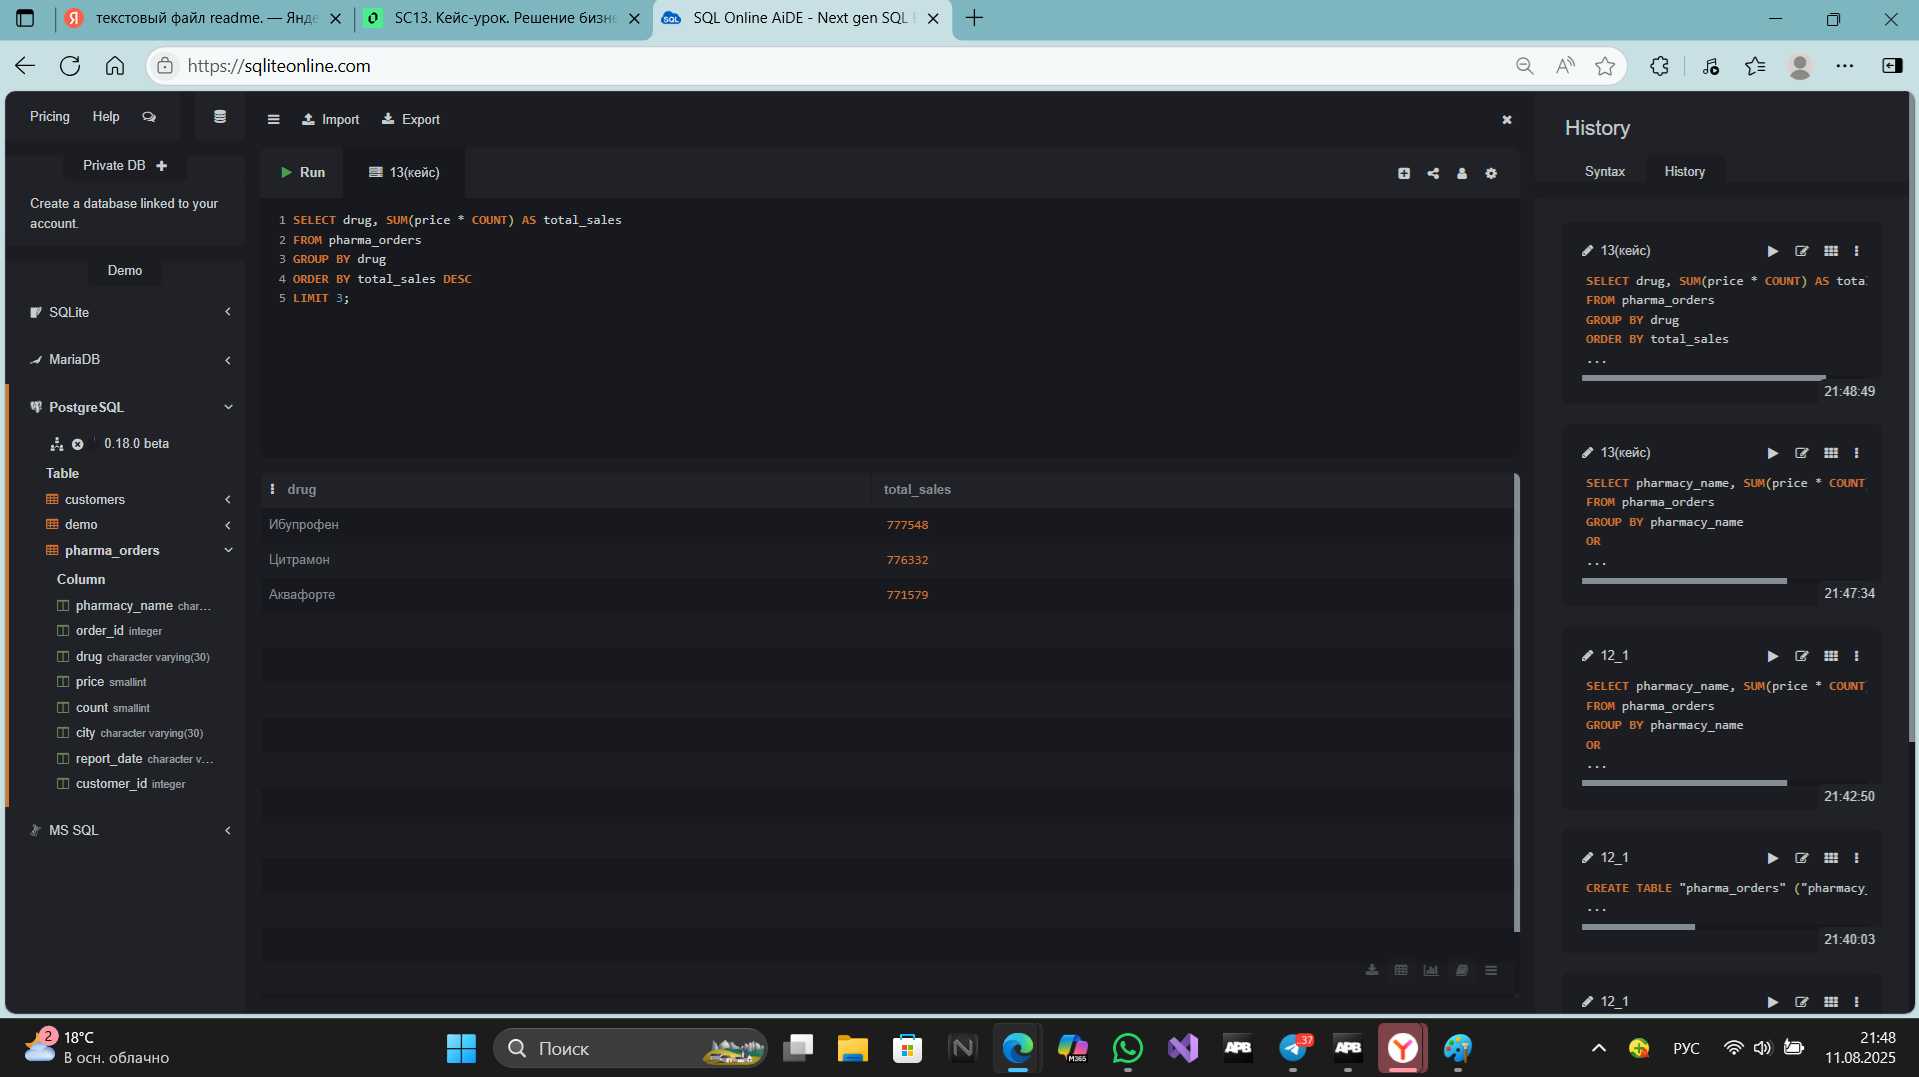 текстовый файл readme. — Янде
SC13. Кейс-урок. Решение бизне
SQL Online AiDE - Next gen SQL E
https://sqliteonline.com
Pricing
Help
Import
Export
Private DB
Create a database linked to your
account.
Demo
SQLite
MariaDB
PostgreSQL
0.18.0 beta
Table
customers
demo
pharma_orders
Column
pharmacy_name char...
order_id integer
drug character varying(30)
price smallint
count smallint
city character varying(30)
report_date character v...
customer_id integer
MS SQL
Run
13(кейс)
1 SELECT drug, SUM(price * COUNT) AS total_sales
2 FROM pharma_orders
3 GROUP BY drug
4 ORDER BY total_sales DESC
5 LIMIT 3;
drug total_sales
Ибупрофен 777548
Цитрамон 776332
Аквафорте 771579
History
Syntax
History
13(кейс)
SELECT drug, SUM(price * COUNT) AS tota
FROM pharma_orders
GROUP BY drug
ORDER BY total_sales
...
21:48:49
13(кейс)
SELECT pharmacy_name, SUM(price * COUNT
FROM pharma_orders
GROUP BY pharmacy_name
OR
...
21:47:34
12_1
SELECT pharmacy_name, SUM(price * COUNT
FROM pharma_orders
GROUP BY pharmacy_name
OR
...
21:42:50
12_1
CREATE TABLE "pharma_orders" ("pharmacy_
...
21:40:03
12_1
2
18°C
В осн. облачно
Поиск
M365
APB
37
APB
РУС
21:48
11.08.2025